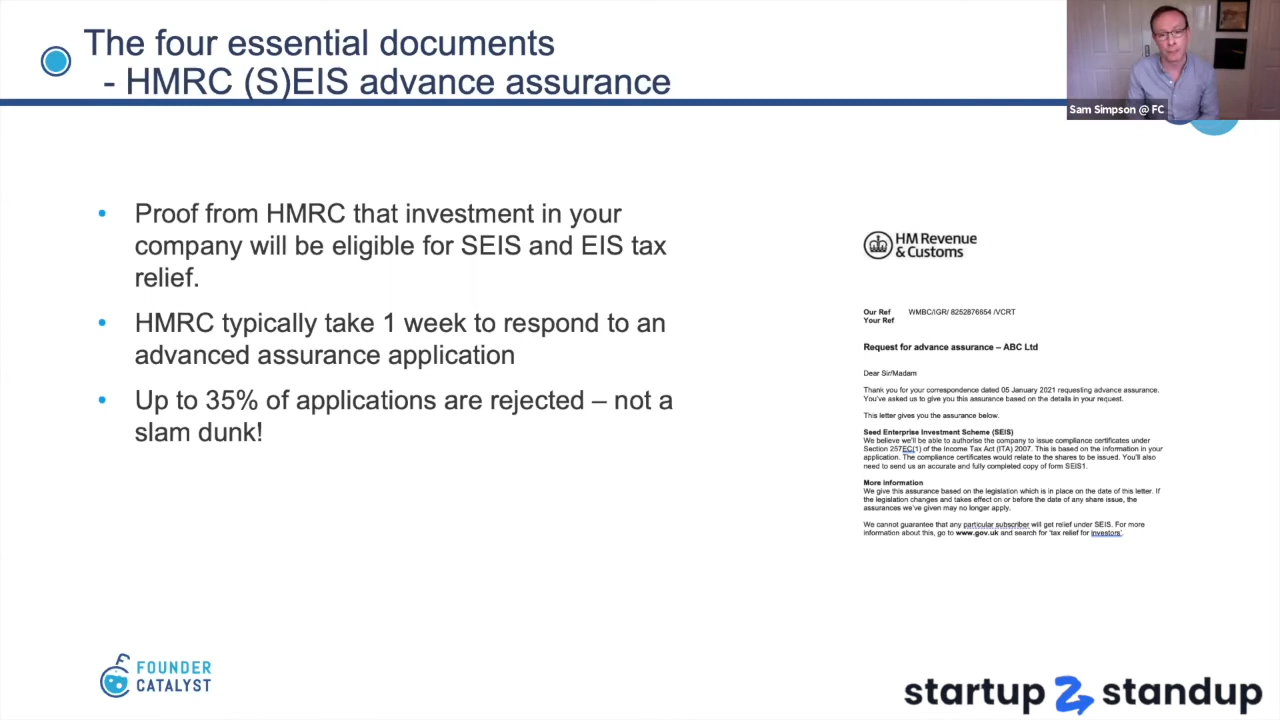 The four essential documents
- HMRC (S)EIS advance assurance
Sam Simpson @ FC
• Proof from HMRC that investment in your
company will be eligible for SEIS and EIS tax
relief.
• HMRC typically take 1 week to respond to an
advanced assurance application
• Up to 35% of applications are rejected – not a
slam dunk!
HM Revenue
& Customs
Our Ref WMBC/IGR/ 8252876654 /VCRT
Your Ref
Request for advance assurance – ABC Ltd
Dear Sir/Madam
Thank you for your correspondence dated 05 January 2021 requesting advance assurance.
You've asked us to give you this assurance based on the details in your request.
This letter gives you the assurance below.
Seed Enterprise Investment Scheme (SEIS)
We believe we'll be able to authorise the company to issue compliance certificates under
Section 257EC(1) of the Income Tax Act (ITA) 2007. This is based on the information in your
application. The compliance certificates would relate to the shares to be issued. You'll also
need to send us an accurate and fully completed copy of form SEIS1.
More information
We give this assurance based on the legislation which is in place on the date of this letter. If
the legislation changes and takes effect on or before the date of any share issue, the
assurances we've given may no longer apply.
We cannot guarantee that any particular subscriber will get relief under SEIS. For more
information about this, go to www.gov.uk and search for 'tax relief for investors'.
FOUNDER
CATALYST
startup 2 standup